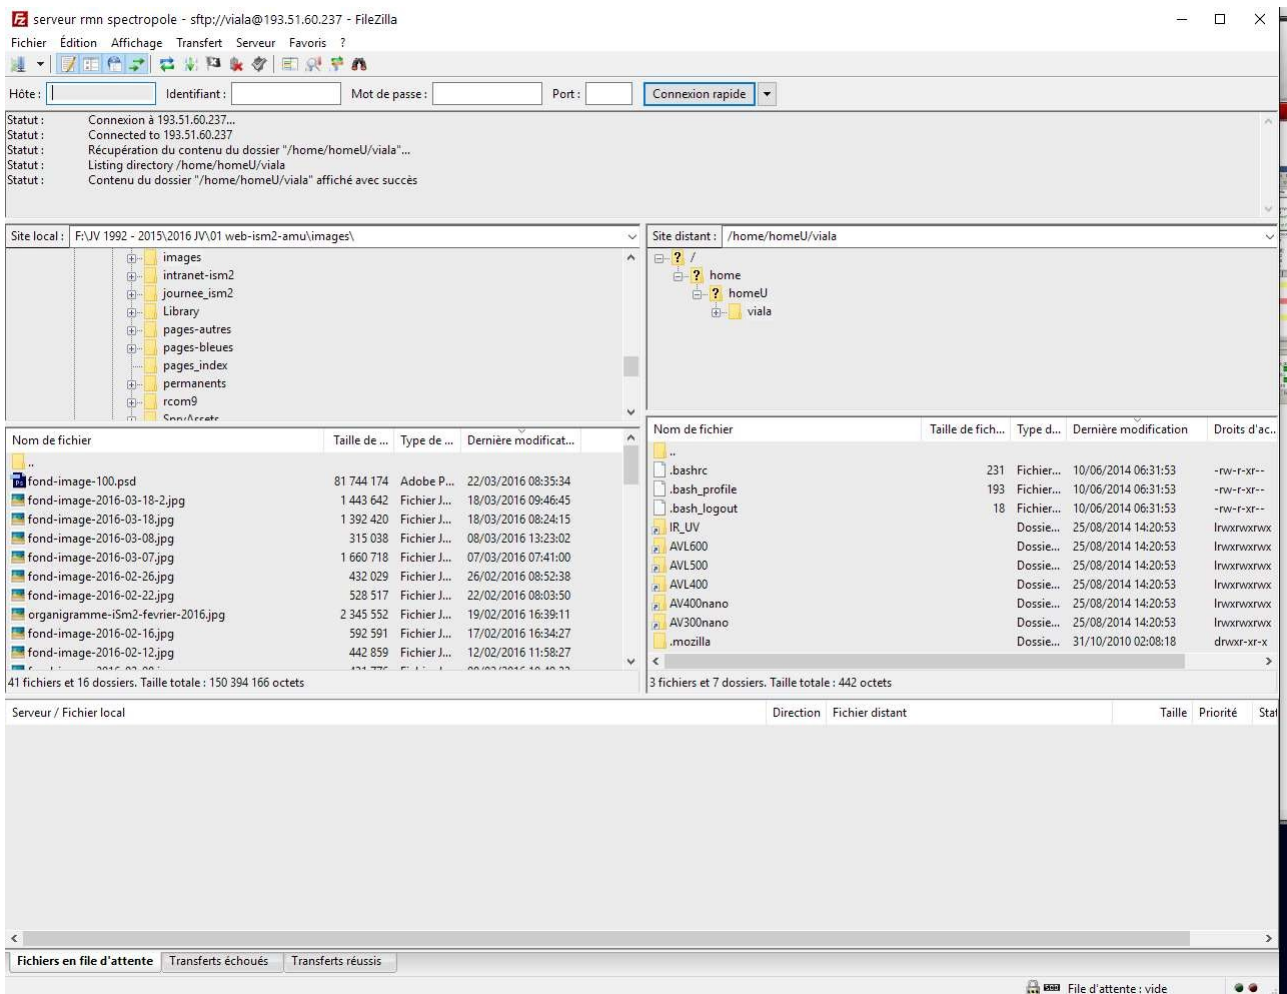 serveur rmn spectropole - sftp://viala@193.51.60.237 - FileZilla
Fichier Édition Affichage Transfert Serveur Favoris ?
Hôte : Identifiant : Mot de passe : Port : Connexion rapide
Statut : Connexion à 193.51.60.237...
Statut : Connected to 193.51.60.237
Statut : Récupération du contenu du dossier "/home/homeU/viala"...
Statut : Listing directory /home/homeU/viala
Statut : Contenu du dossier "/home/homeU/viala" affiché avec succès
Site local : F:\JV 1992 - 2015\2016 JV\01 web-ism2-amu\images\
images
intranet-ism2
journee_ism2
Library
pages-autres
pages-bleues
pages_index
permanents
rcom9
SpryAssets
Site distant : /home/homeU/viala
/
home
homeU
viala
Nom de fichier Taille de ... Type de ... Dernière modificat...
..
fond-image-100.psd 81 744 174 Adobe P... 22/03/2016 08:35:34
fond-image-2016-03-18-2.jpg 1 443 642 Fichier J... 18/03/2016 09:46:45
fond-image-2016-03-18.jpg 1 392 420 Fichier J... 18/03/2016 08:24:15
fond-image-2016-03-08.jpg 315 038 Fichier J... 08/03/2016 13:23:02
fond-image-2016-03-07.jpg 1 660 718 Fichier J... 07/03/2016 07:41:00
fond-image-2016-02-26.jpg 432 029 Fichier J... 26/02/2016 08:52:38
fond-image-2016-02-22.jpg 528 517 Fichier J... 22/02/2016 08:03:50
organigramme-iSm2-fevrier-2016.jpg 2 345 552 Fichier J... 19/02/2016 16:39:11
fond-image-2016-02-16.jpg 592 591 Fichier J... 17/02/2016 16:34:27
fond-image-2016-02-12.jpg 442 859 Fichier J... 12/02/2016 11:58:27
41 fichiers et 16 dossiers. Taille totale : 150 394 166 octets
Nom de fichier Taille de fich... Type d... Dernière modification Droits d'ac...
..
.bashrc 231 Fichier... 10/06/2014 06:31:53 -rw-r-xr--
.bash_profile 193 Fichier... 10/06/2014 06:31:53 -rw-r-xr--
.bash_logout 18 Fichier... 10/06/2014 06:31:53 -rw-r-xr--
IR_UV Dossie... 25/08/2014 14:20:53 lrwxrwxrwx
AVL600 Dossie... 25/08/2014 14:20:53 lrwxrwxrwx
AVL500 Dossie... 25/08/2014 14:20:53 lrwxrwxrwx
AVL400 Dossie... 25/08/2014 14:20:53 lrwxrwxrwx
AV400nano Dossie... 25/08/2014 14:20:53 lrwxrwxrwx
AV300nano Dossie... 25/08/2014 14:20:53 lrwxrwxrwx
.mozilla Dossie... 31/10/2010 02:08:18 drwxr-xr-x
3 fichiers et 7 dossiers. Taille totale : 442 octets
Serveur / Fichier local Direction Fichier distant Taille Priorité Stat
Fichiers en file d'attente Transferts échoués Transferts réussis
File d'attente : vide